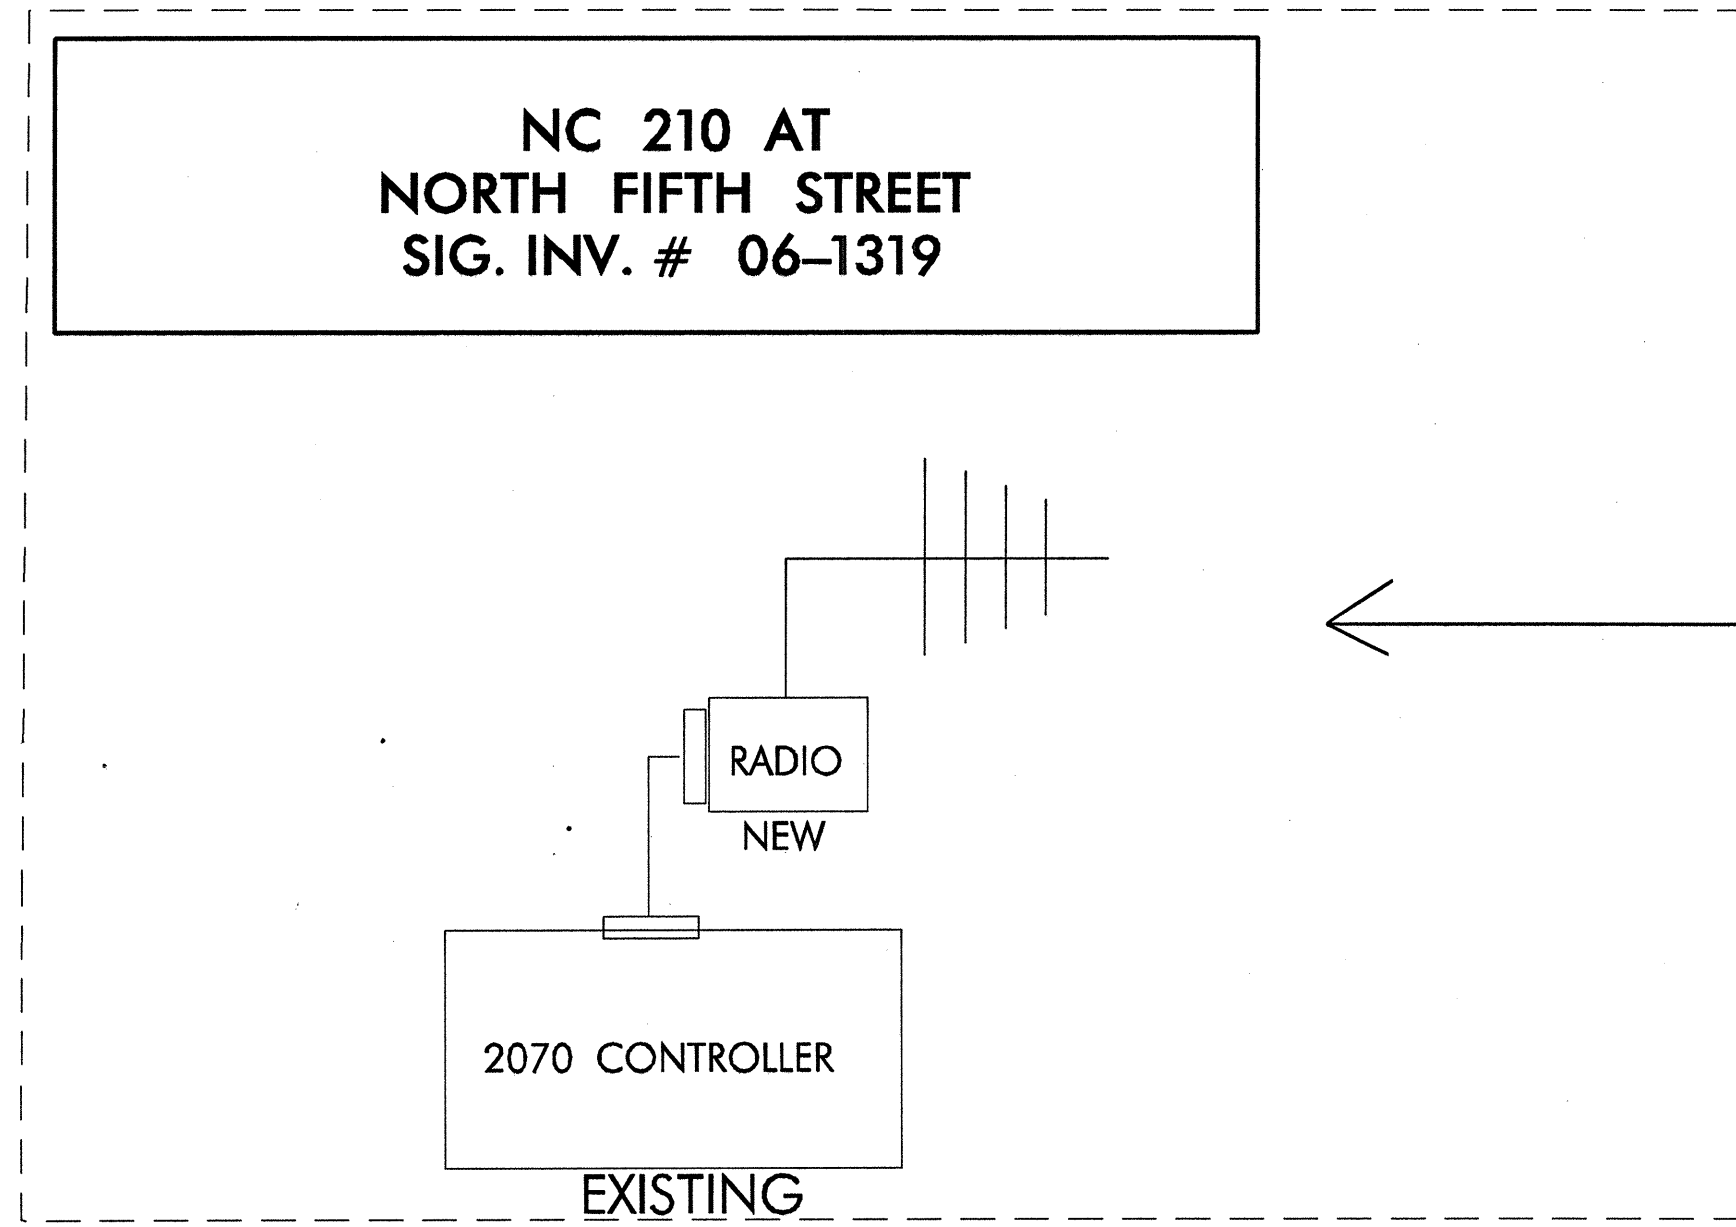 NC 210 AT
NORTH FIFTH STREET
SIG. INV. # 06-1319
RADIO
NEW
2070 CONTROLLER
EXISTING